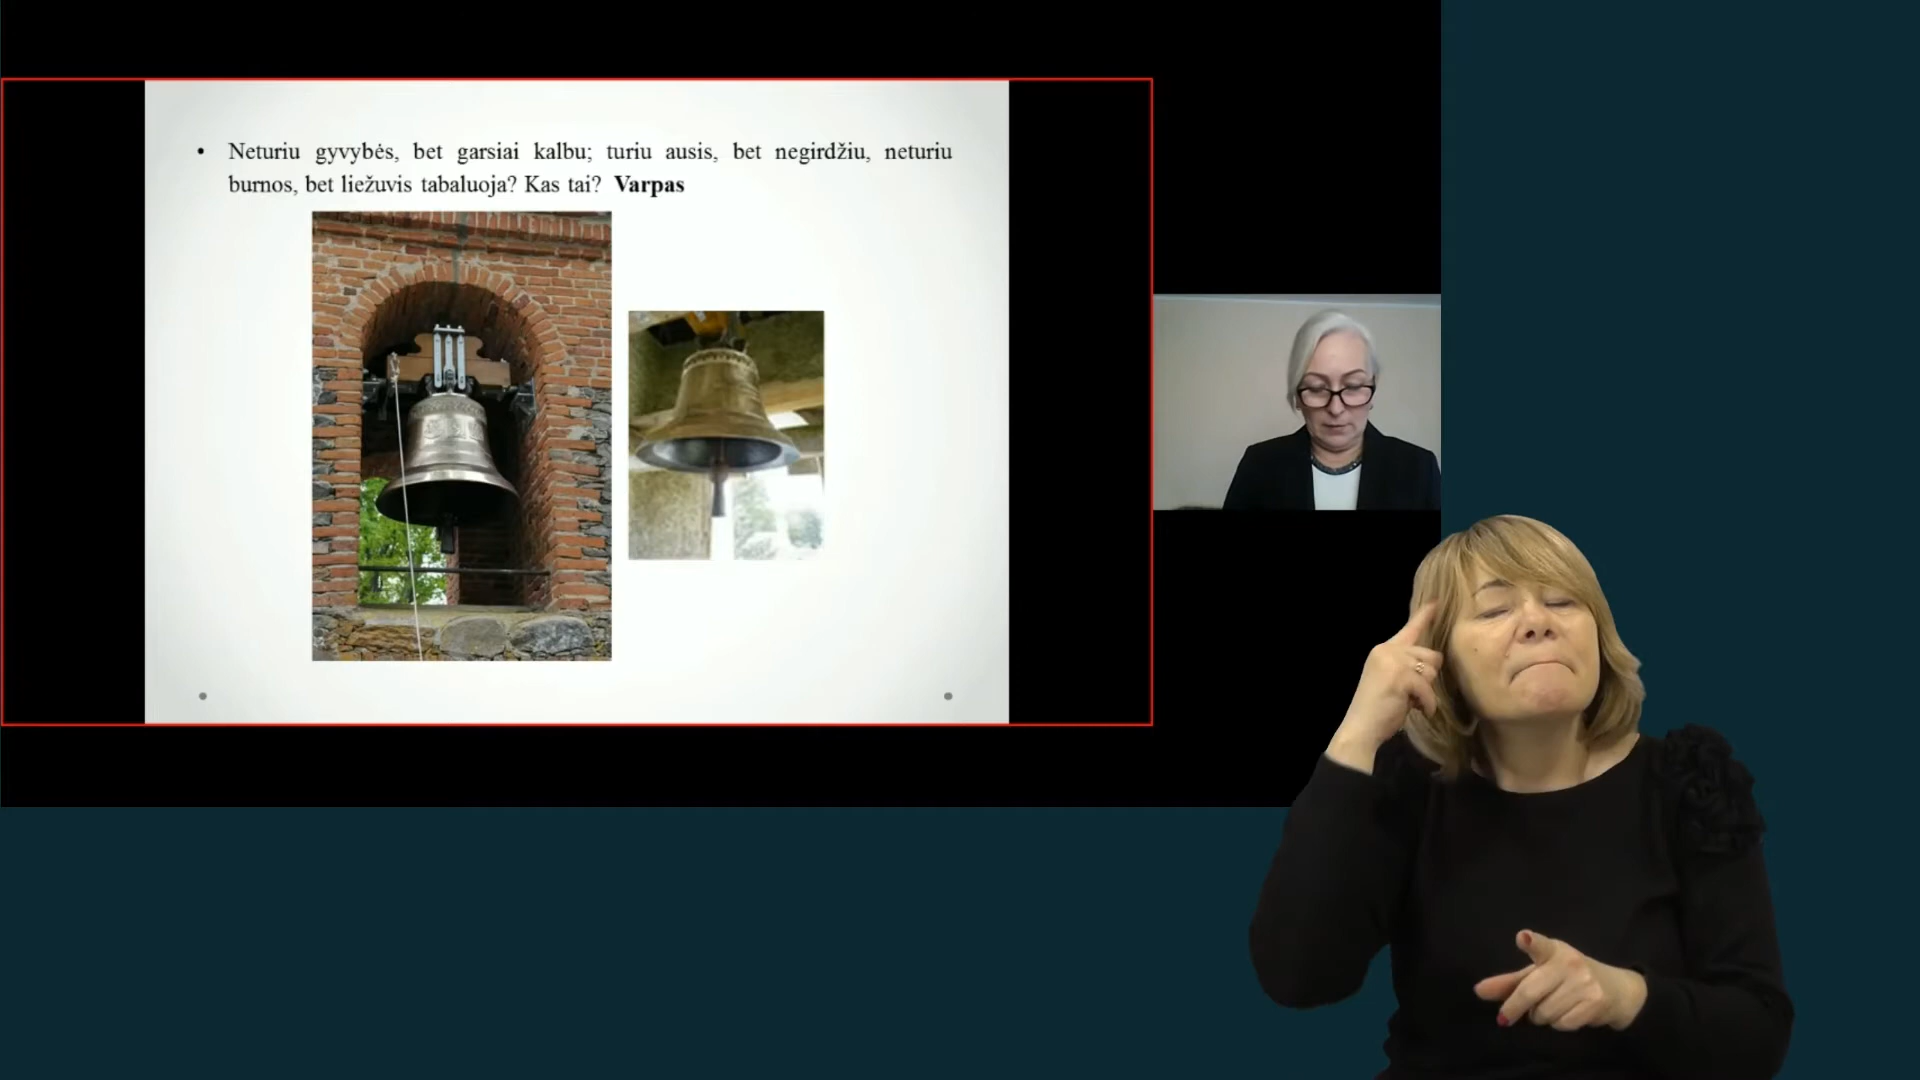 • Neturiu gyvybės, bet garsiai kalbu; turiu ausis, bet negirdžiu, neturiu
burnos, bet liežuvis tabaluoja? Kas tai? Varpas